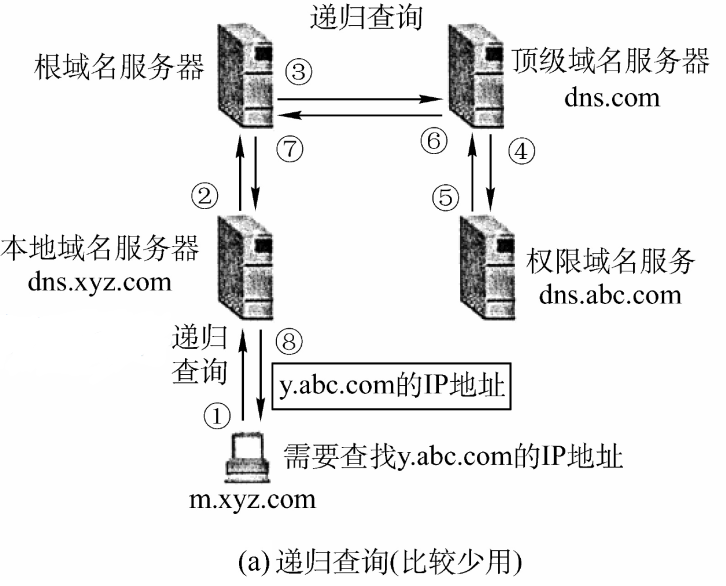 递归查询
根域名服务器
③
顶级域名服务器
dns.com
⑦
⑥
④
②
⑤
本地域名服务器
dns.xyz.com
权限域名服务
dns.abc.com
递归
查询
⑧
y.abc.com的IP地址
①
需要查找y.abc.com的IP地址
m.xyz.com
(a) 递归查询(比较少用)